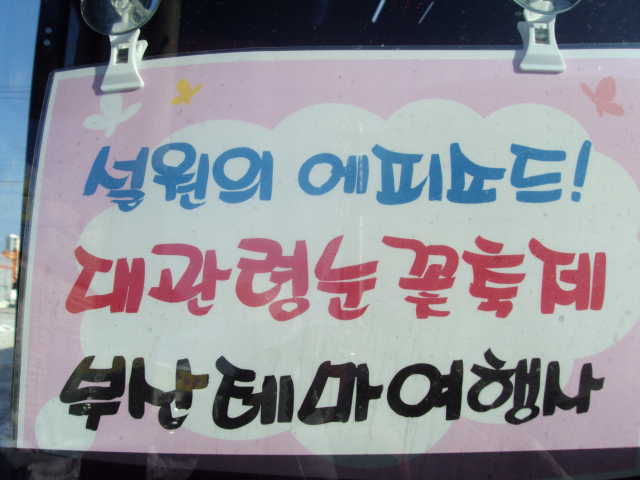 설원의 에피쇼드!
대관령눈꽃축제
부산테마여행사